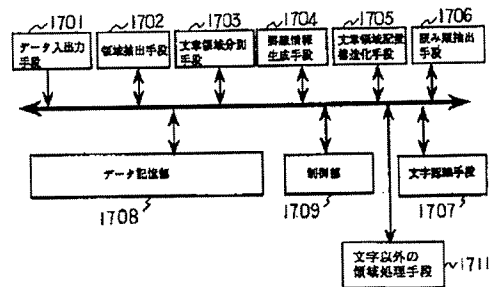 1701 1702 1703 1704 1705 1706
データ入出力
手段
領域抽出手段
文章領域分割
手段
罫線情報
生成手段
文章領域配置
構造化手段
読み順抽出
手段
データ記憶部
制御部
文字認識手段
1708
1709
1707
文字以外の
領域処理手段
1711